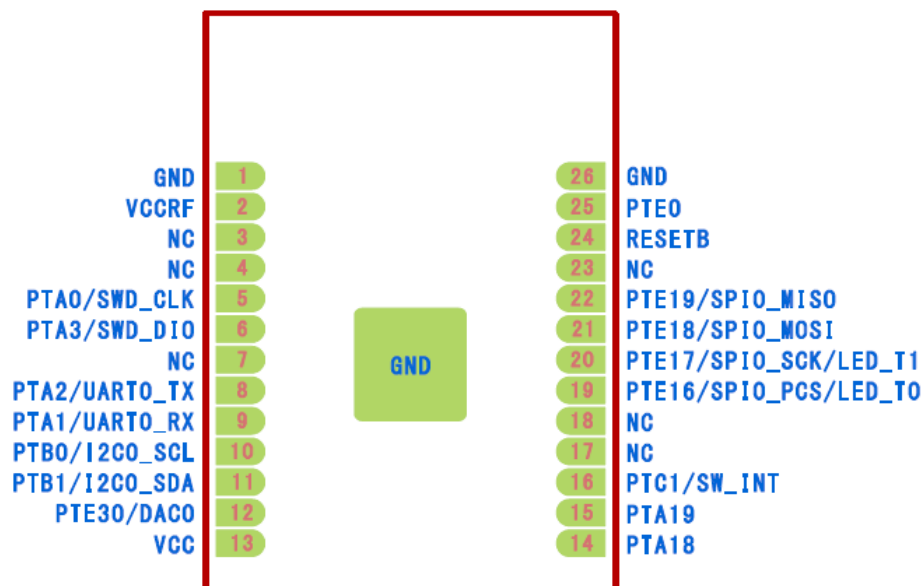 GND 1
VCCRF 2
NC 3
NC 4
PTA0/SWD_CLK 5
PTA3/SWD_DIO 6
NC 7
PTA2/UART0_TX 8
PTA1/UART0_RX 9
PTB0/I2C0_SCL 10
PTB1/I2C0_SDA 11
PTE30/DAC0 12
VCC 13
GND
26 GND
25 PTE0
24 RESETB
23 NC
22 PTE19/SPI0_MISO
21 PTE18/SPI0_MOSI
20 PTE17/SPI0_SCK/LED_T1
19 PTE16/SPI0_PCS/LED_T0
18 NC
17 NC
16 PTC1/SW_INT
15 PTA19
14 PTA18